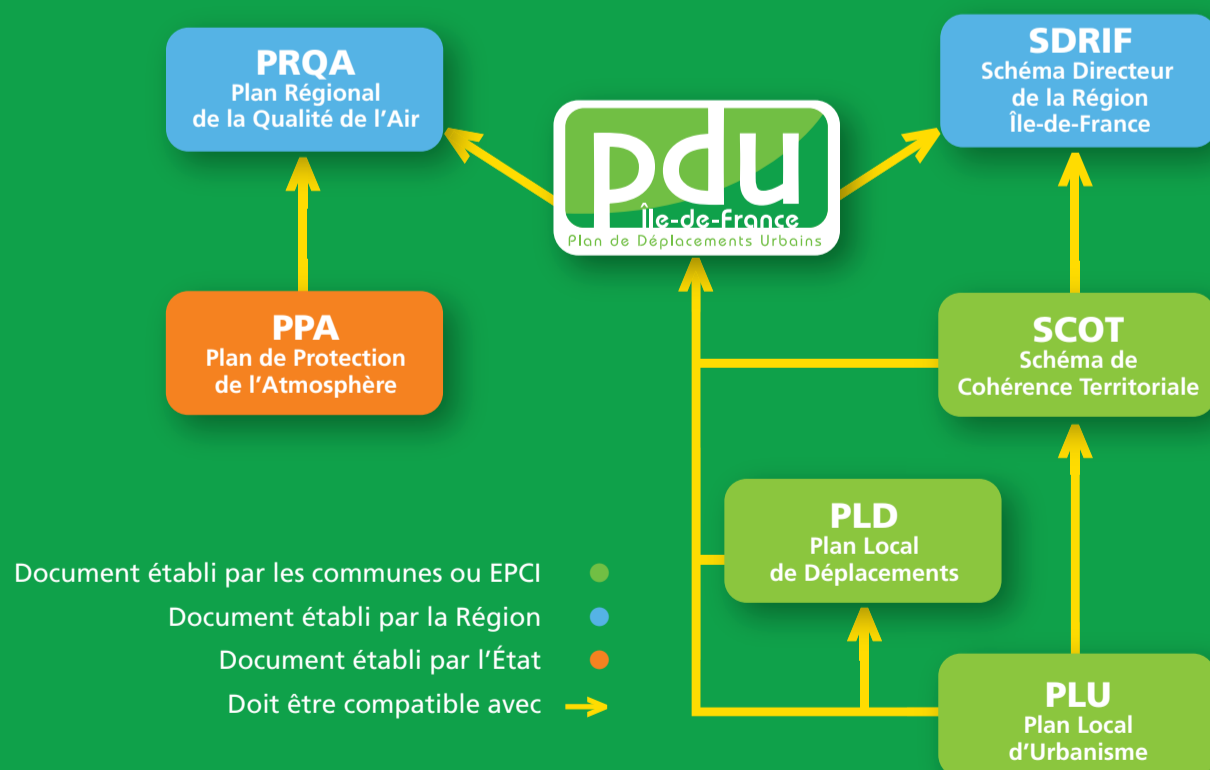 PRQA
Plan Régional
de la Qualité de l’Air
SDRIF
Schéma Directeur
de la Région
Île-de-France
pdu
Île-de-France
Plan de Déplacements Urbains
PPA
Plan de Protection
de l’Atmosphère
SCOT
Schéma de
Cohérence Territoriale
PLD
Plan Local
de Déplacements
PLU
Plan Local
d’Urbanisme
Document établi par les communes ou EPCI
Document établi par la Région
Document établi par l’État
Doit être compatible avec